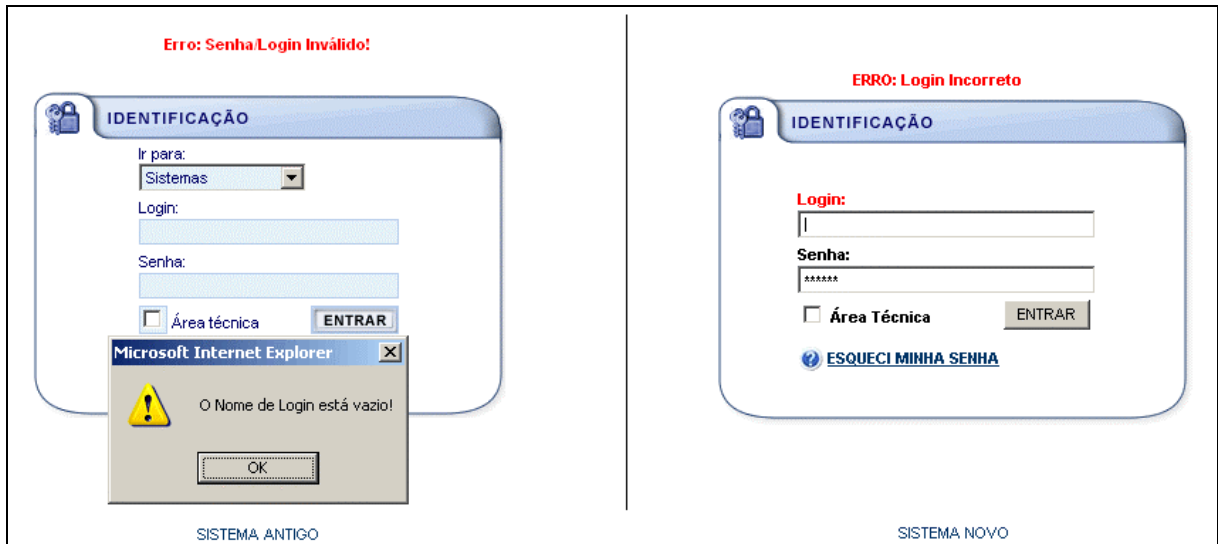 Erro: Senha/Login Inválido!
IDENTIFICAÇÃO
Ir para:
Sistemas
Login:
Senha:
Área técnica
ENTRAR
Microsoft Internet Explorer
O Nome de Login está vazio!
OK
SISTEMA ANTIGO
ERRO: Login Incorreto
IDENTIFICAÇÃO
Login:
Senha:
******
Área Técnica
ENTRAR
ESQUECI MINHA SENHA
SISTEMA NOVO